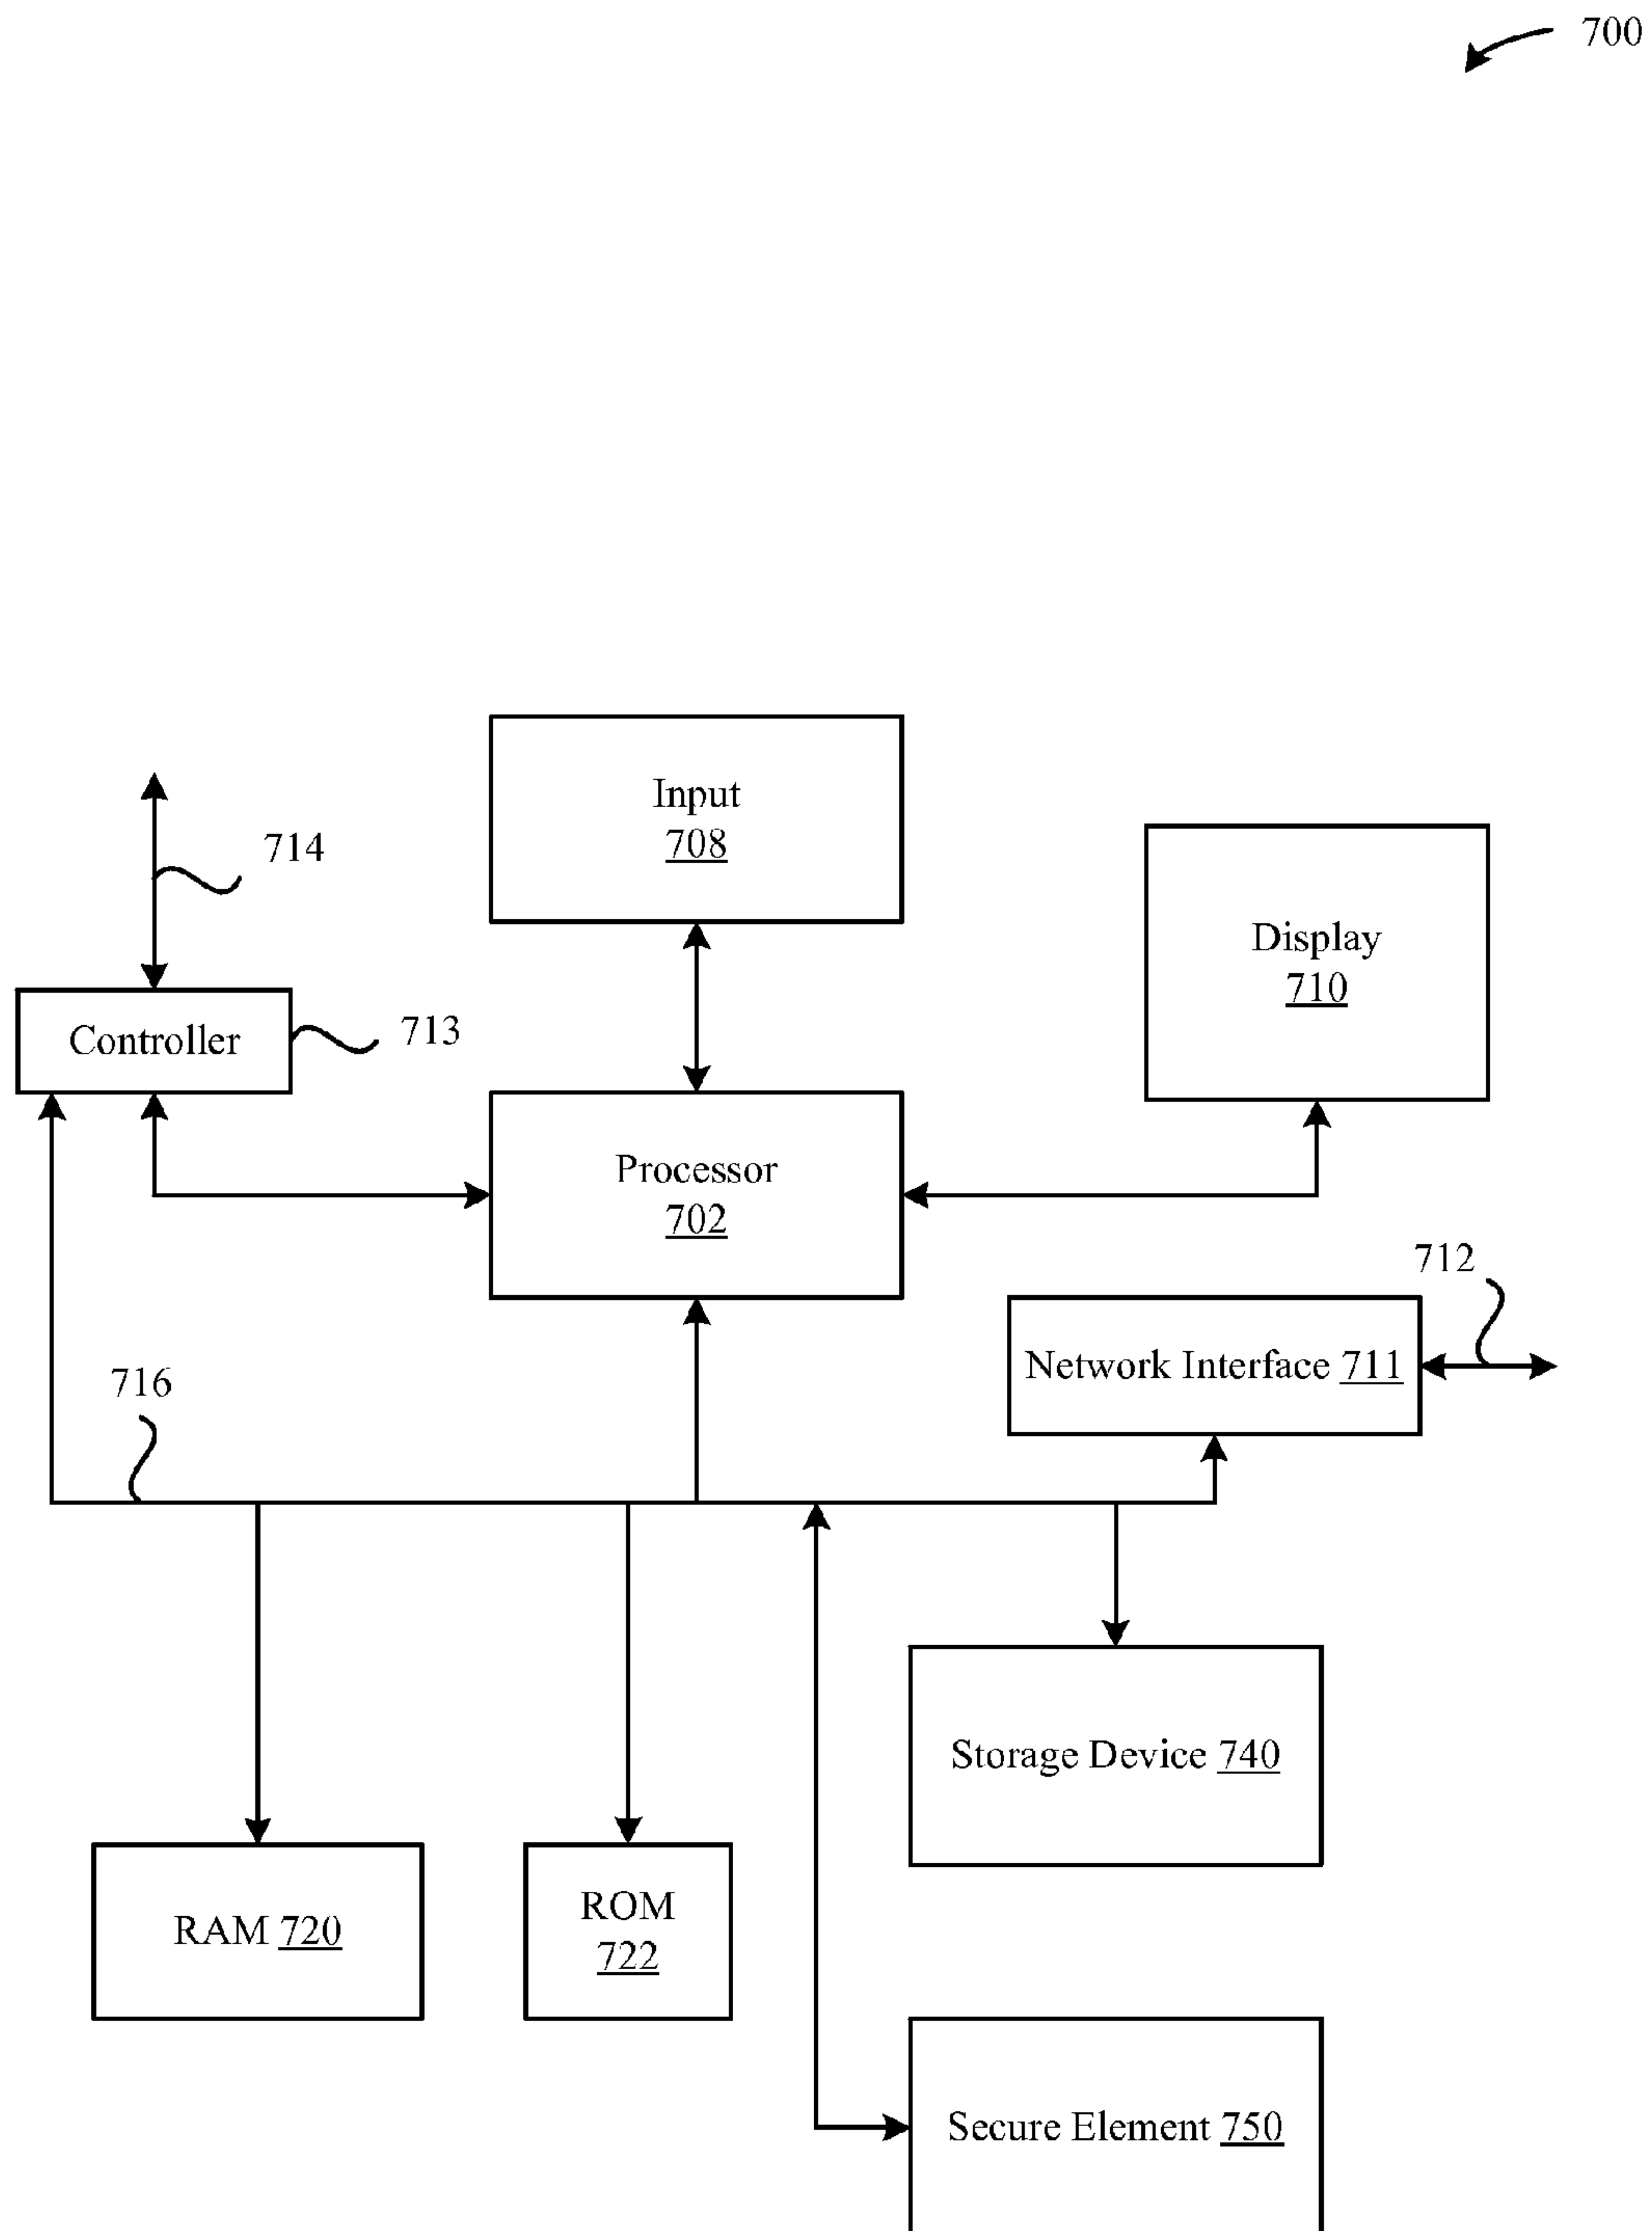 700
Input
708
714
Display
710
Controller
713
Processor
702
712
Network Interface 711
716
Storage Device 740
RAM 720
ROM
722
Secure Element 750